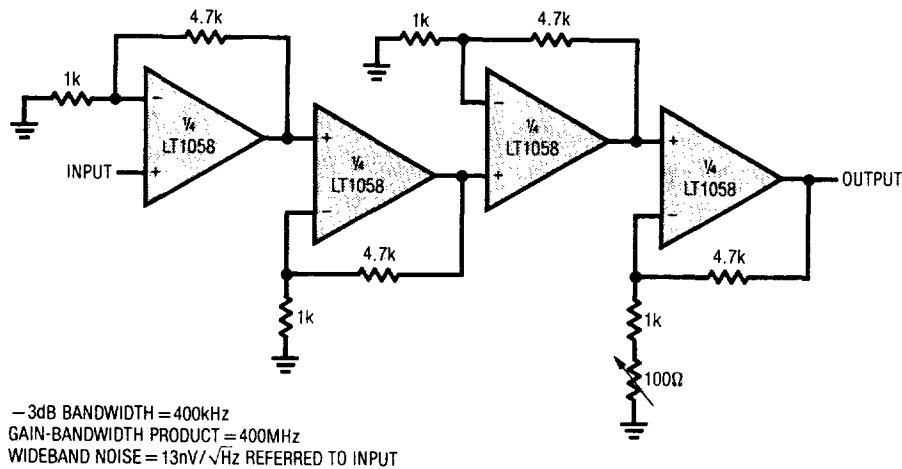 4.7k
1k
4.7k
1k
−
¼
LT1058
+
INPUT
+
¼
LT1058
−
4.7k
1k
−
¼
LT1058
+
+
¼
LT1058
−
OUTPUT
4.7k
1k
100Ω
−3dB BANDWIDTH = 400kHz
GAIN-BANDWIDTH PRODUCT = 400MHz
WIDEBAND NOISE = 13nV/√Hz REFERRED TO INPUT